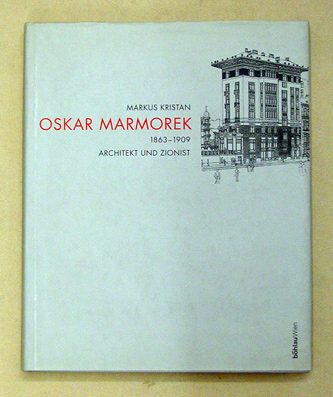 MARKUS KRISTAN
OSKAR MARMOREK
1863–1909
ARCHITEKT UND ZIONIST
böhlauWien